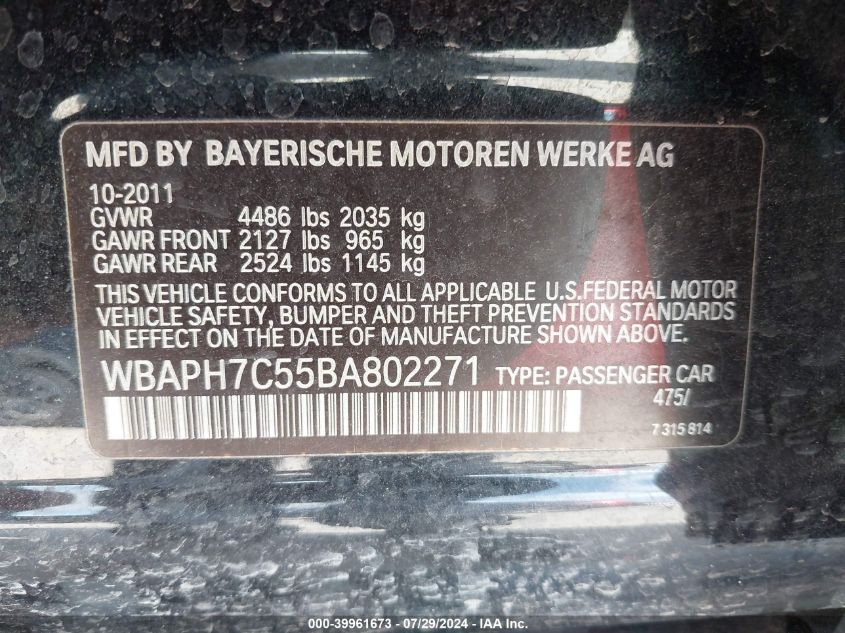 MFD BY BAYERISCHE MOTOREN WERKE AG
10-2011
GVWR 4486 lbs 2035 kg
GAWR FRONT 2127 lbs 965 kg
GAWR REAR 2524 lbs 1145 kg
THIS VEHICLE CONFORMS TO ALL APPLICABLE U.S.FEDERAL MOTOR
VEHICLE SAFETY, BUMPER AND THEFT PREVENTION STANDARDS
IN EFFECT ON THE DATE OF MANUFACTURE SHOWN ABOVE.
WBAPH7C55BA802271 TYPE: PASSENGER CAR
475/
7 315 814
000-39961673 - 07/29/2024 - IAA Inc.